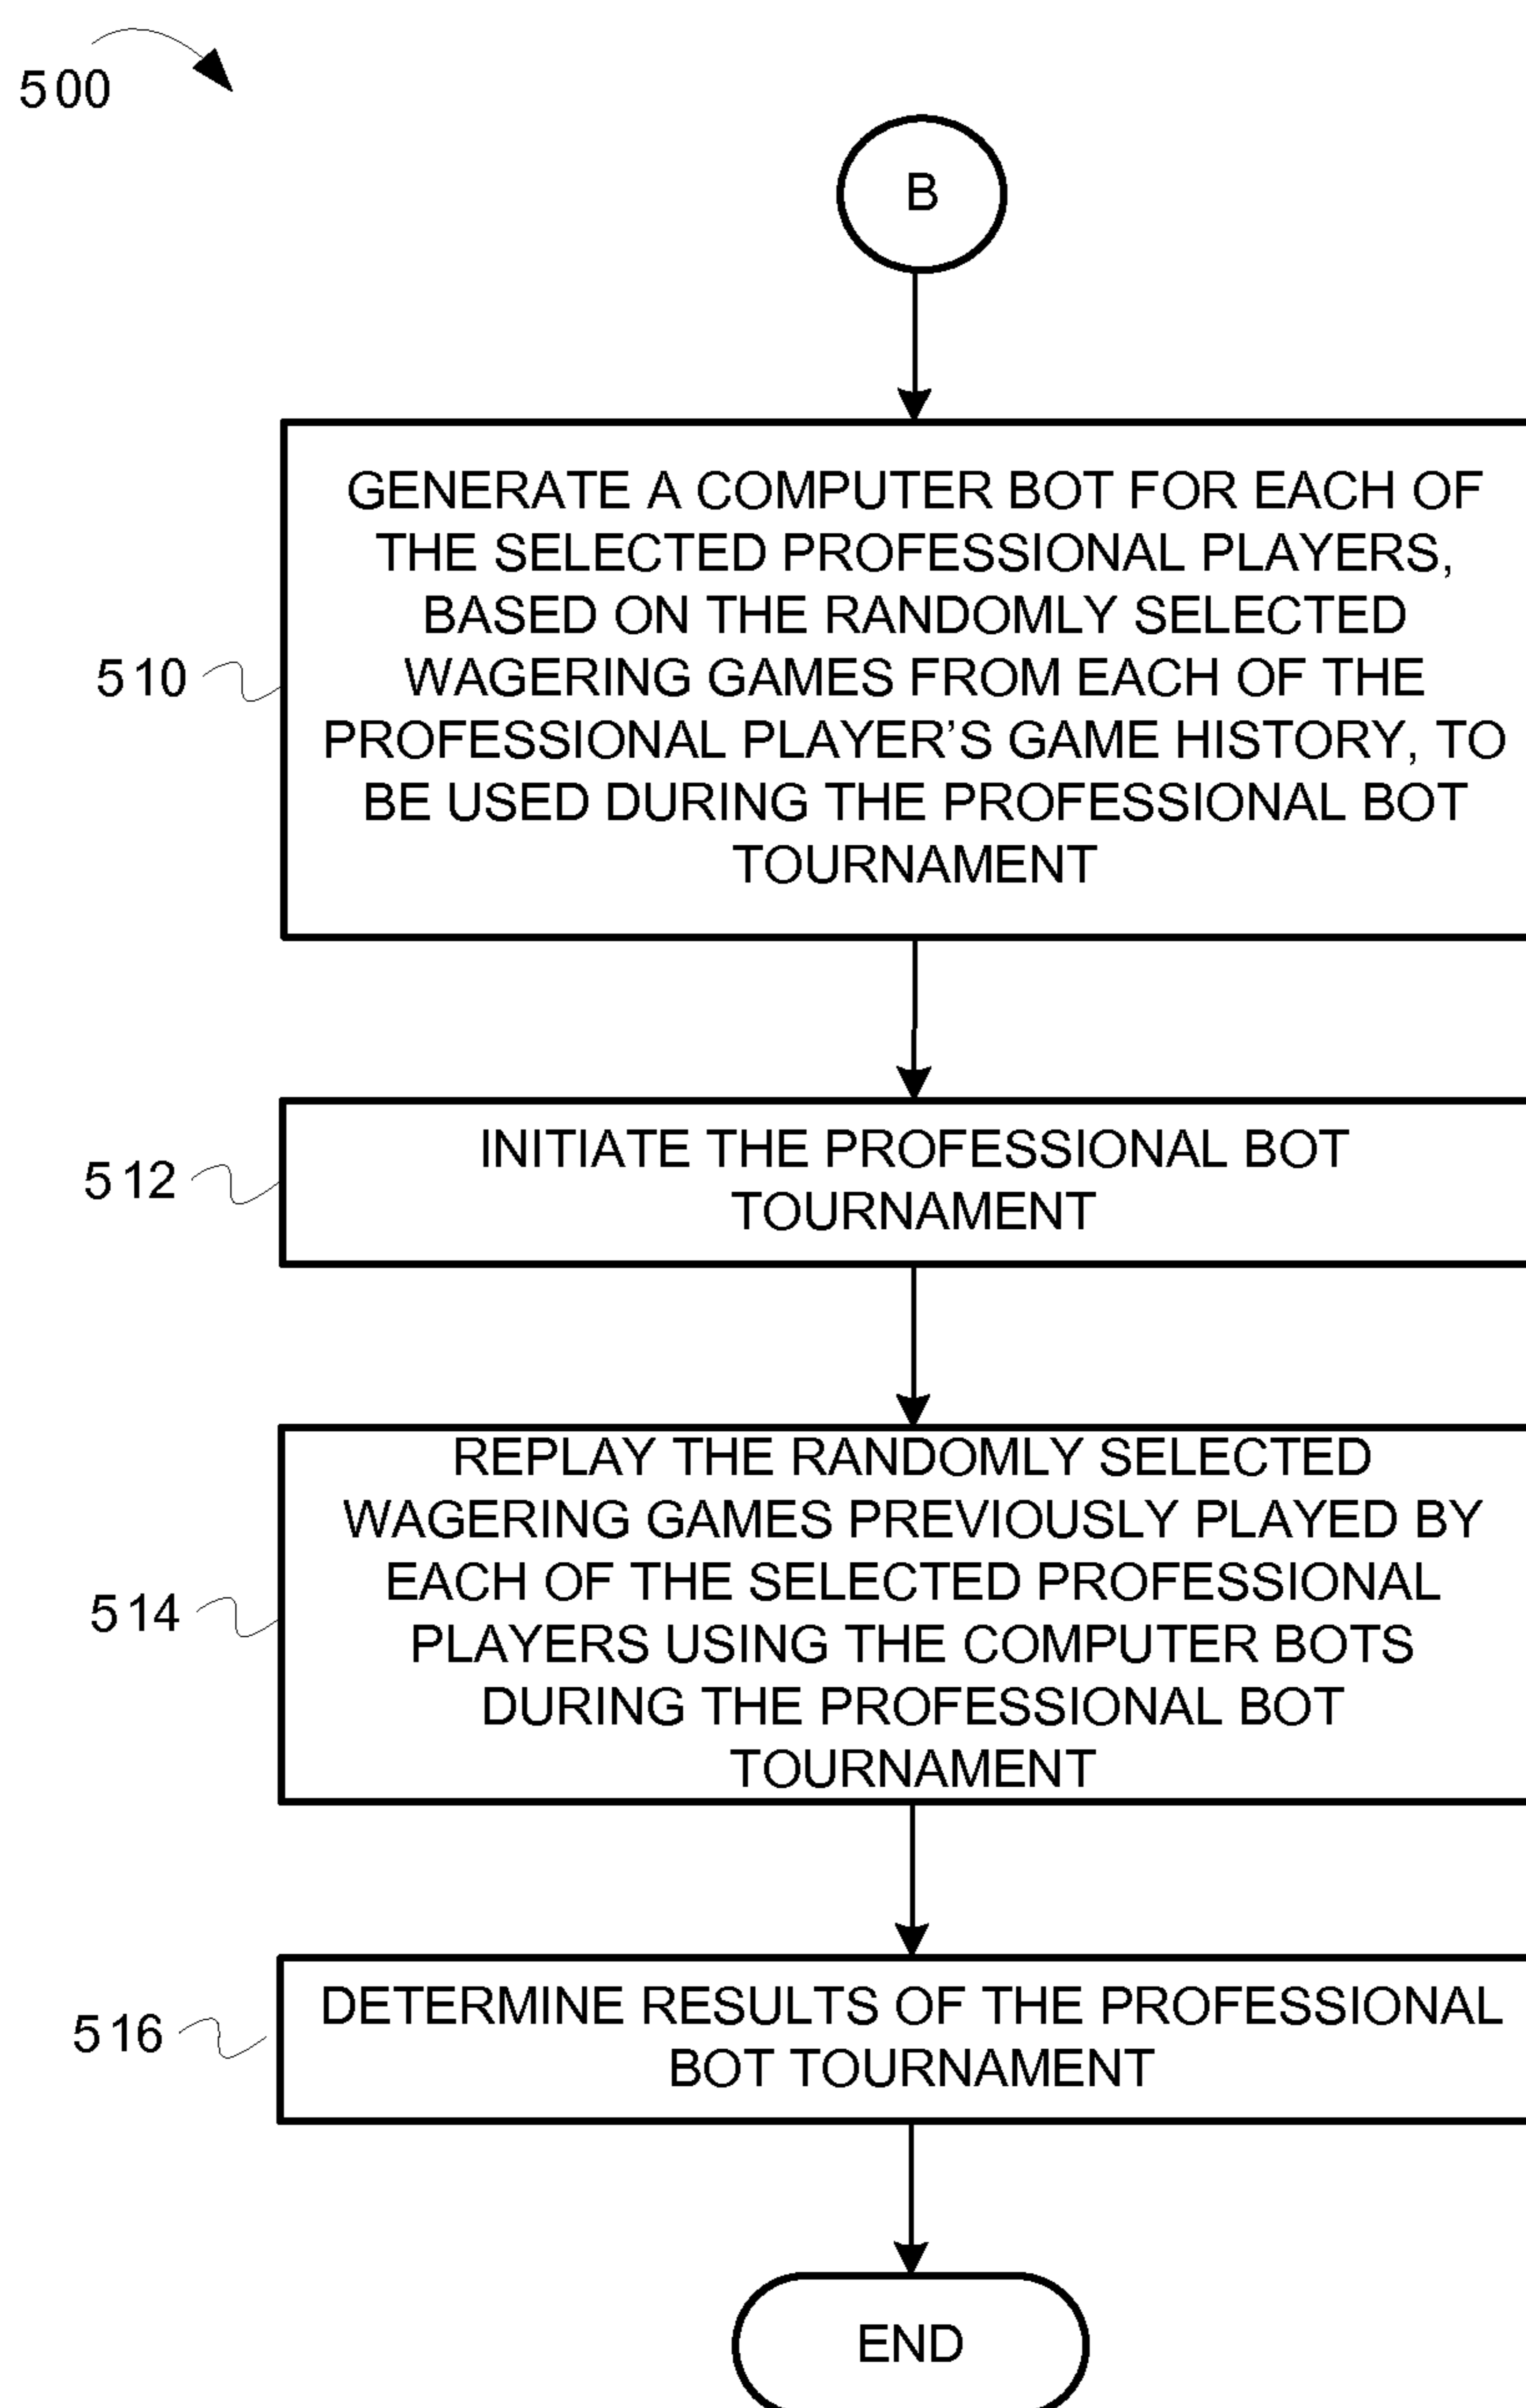 500
B
GENERATE A COMPUTER BOT FOR EACH OF
THE SELECTED PROFESSIONAL PLAYERS,
BASED ON THE RANDOMLY SELECTED
WAGERING GAMES FROM EACH OF THE
PROFESSIONAL PLAYER’S GAME HISTORY, TO
BE USED DURING THE PROFESSIONAL BOT
TOURNAMENT
510
INITIATE THE PROFESSIONAL BOT
TOURNAMENT
512
REPLAY THE RANDOMLY SELECTED
WAGERING GAMES PREVIOUSLY PLAYED BY
EACH OF THE SELECTED PROFESSIONAL
PLAYERS USING THE COMPUTER BOTS
DURING THE PROFESSIONAL BOT
TOURNAMENT
514
DETERMINE RESULTS OF THE PROFESSIONAL
BOT TOURNAMENT
516
END